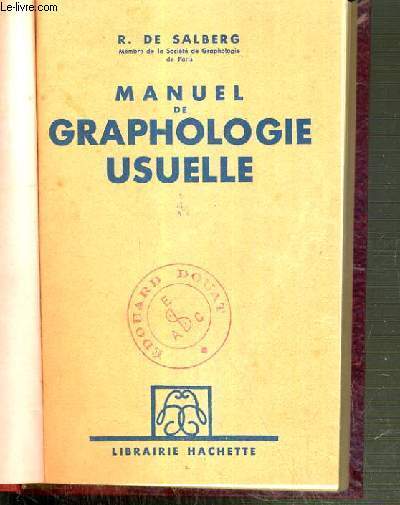 Le-livre.com
R. DE SALBERG
Membre de la Société de Graphologie
de Paris
MANUEL
DE
GRAPHOLOGIE
USUELLE
EDOUARD DOUAT
LIBRAIRIE HACHETTE